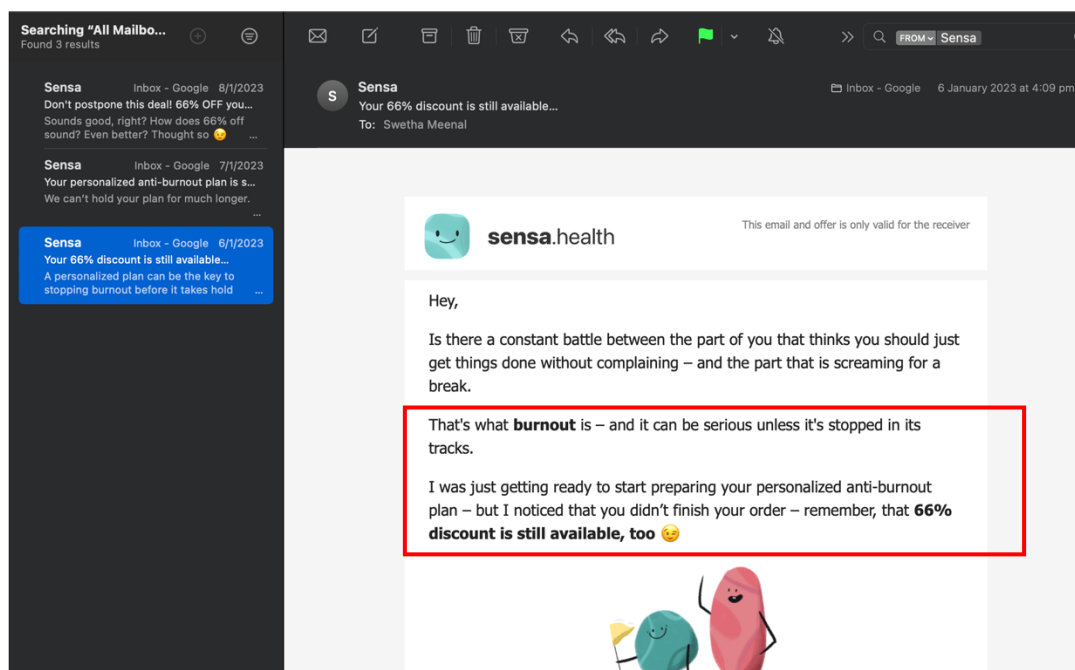 Searching “All Mailbo...
Found 3 results
FROM Sensa
Sensa Inbox - Google 8/1/2023
Don't postpone this deal! 66% OFF you...
Sounds good, right? How does 66% off
sound? Even better? Thought so 😉 ...
Sensa Inbox - Google 7/1/2023
Your personalized anti-burnout plan is s...
We can't hold your plan for much longer.
...
Sensa Inbox - Google 6/1/2023
Your 66% discount is still available...
A personalized plan can be the key to
stopping burnout before it takes hold ...
S
Sensa
Inbox - Google 6 January 2023 at 4:09 pm
Your 66% discount is still available...
To: Swetha Meenal
sensa.health
This email and offer is only valid for the receiver
Hey,
Is there a constant battle between the part of you that thinks you should just
get things done without complaining – and the part that is screaming for a
break.
That's what burnout is – and it can be serious unless it's stopped in its
tracks.
I was just getting ready to start preparing your personalized anti-burnout
plan – but I noticed that you didn’t finish your order – remember, that 66%
discount is still available, too 😉